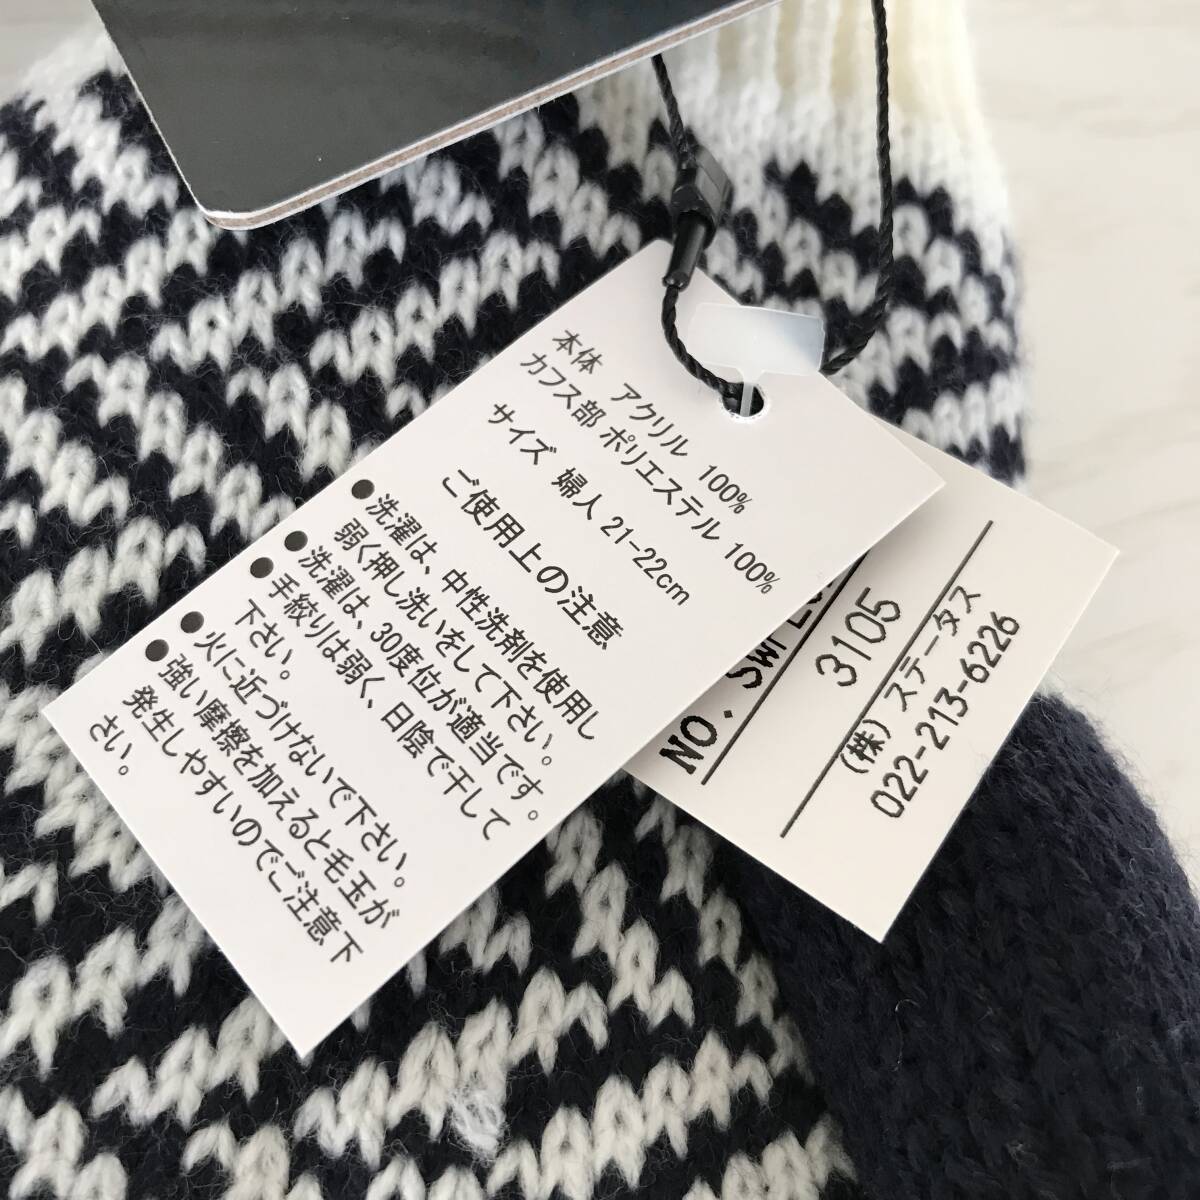 本体 アクリル 100%
カフス部 ポリエステル 100%
サイズ 婦人 21-22cm
ご使用上の注意
●洗濯は、中性洗剤を使用し
弱く押し洗いをして下さい。
●洗濯は、30度位が適当です。
●手絞りは弱く、日陰で干して
下さい。
●火に近づけないで下さい。
●強い摩擦を加えると毛玉が
発生しやすいのでご注意下
さい。
NO.
3105
(株)ステータス
022-213-6226